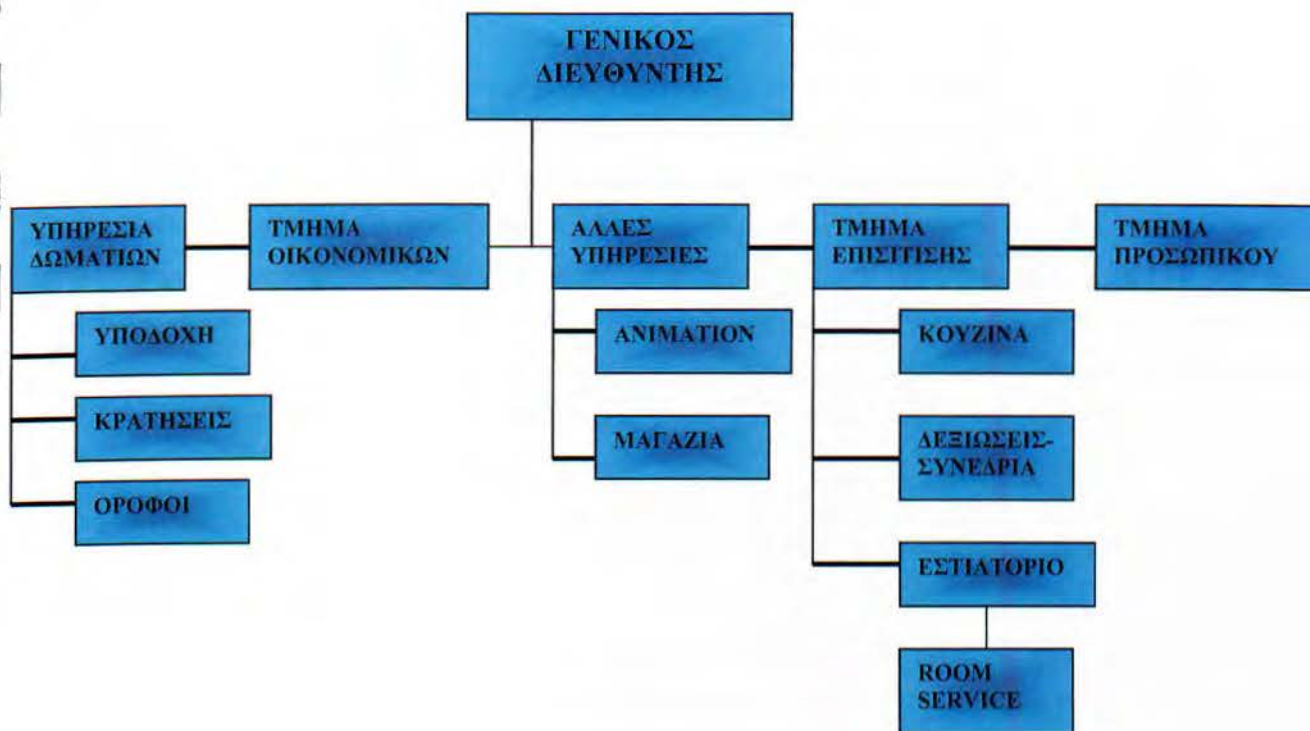 ΓΕΝΙΚΟΣ
ΔΙΕΥΘΥΝΤΗΣ
ΥΠΗΡΕΣΙΑ
ΔΩΜΑΤΙΩΝ
ΤΜΗΜΑ
ΟΙΚΟΝΟΜΙΚΩΝ
ΑΛΛΕΣ
ΥΠΗΡΕΣΙΕΣ
ΤΜΗΜΑ
ΕΠΙΣΙΤΙΣΗΣ
ΤΜΗΜΑ
ΠΡΟΣΩΠΙΚΟΥ
ΥΠΟΔΟΧΗ
ΚΡΑΤΗΣΕΙΣ
ΟΡΟΦΟΙ
ANIMATION
ΜΑΓΑΖΙΑ
ΚΟΥΖΙΝΑ
ΔΕΞΙΩΣΕΙΣ-
ΣΥΝΕΔΡΙΑ
ΕΣΤΙΑΤΟΡΙΟ
ROOM
SERVICE